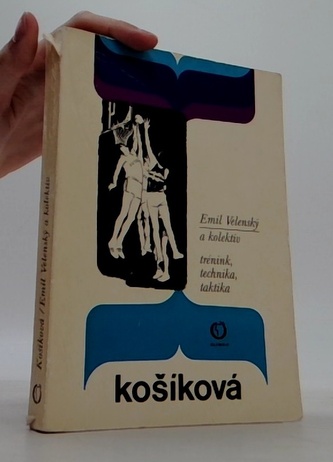 Emil Velenský
a kolektiv
trénink,
technika,
taktika
košíková
Košíková / Emil Velenský a kolektiv